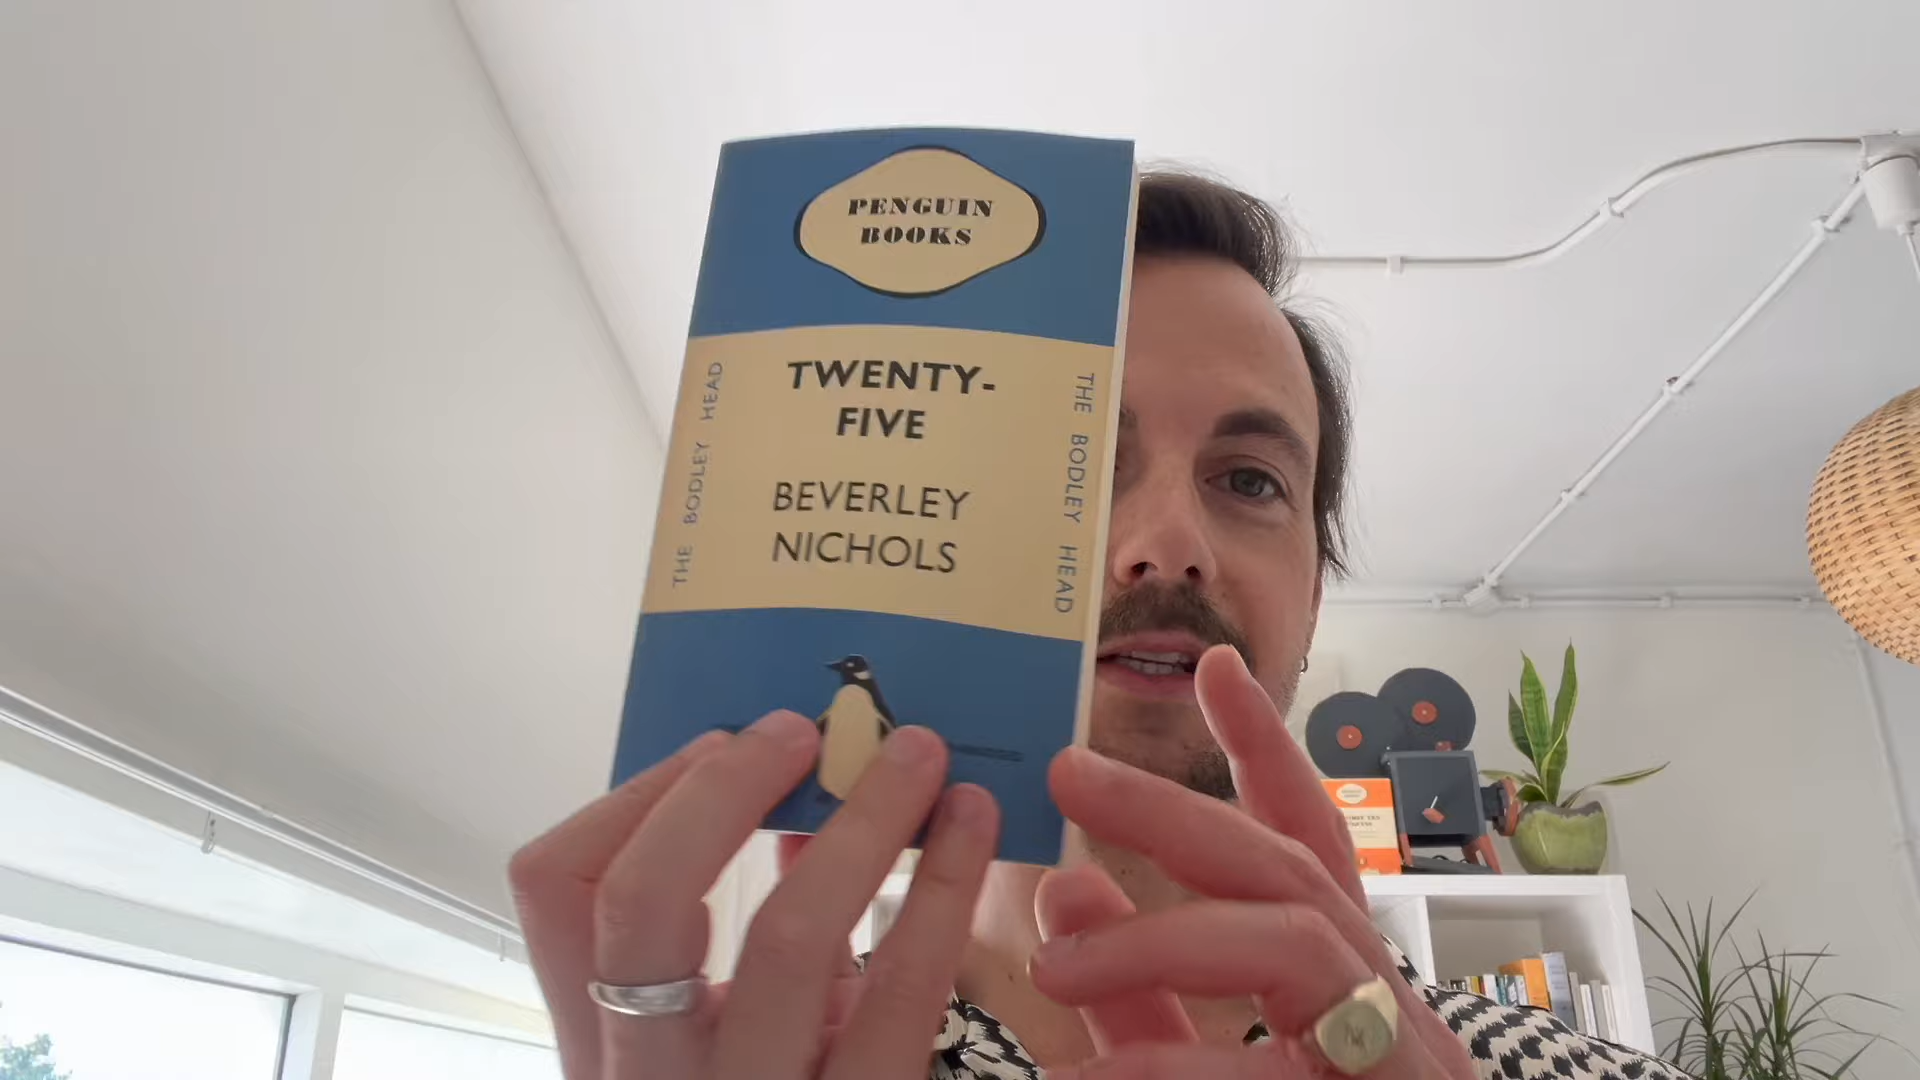 PENGUIN
BOOKS
TWENTY-
FIVE
BEVERLEY
NICHOLS
THE BODLEY HEAD
THE BODLEY HEAD